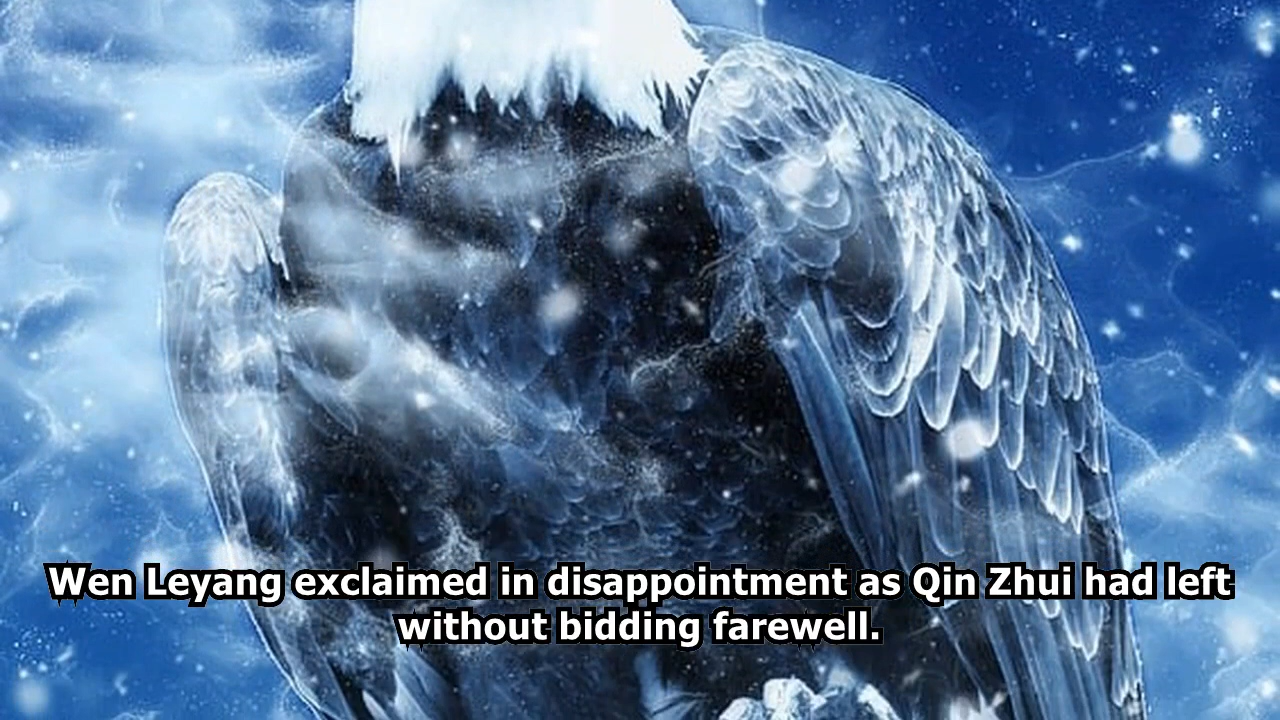 Wen Leyang exclaimed in disappointment as Qin Zhui had left
without bidding farewell.